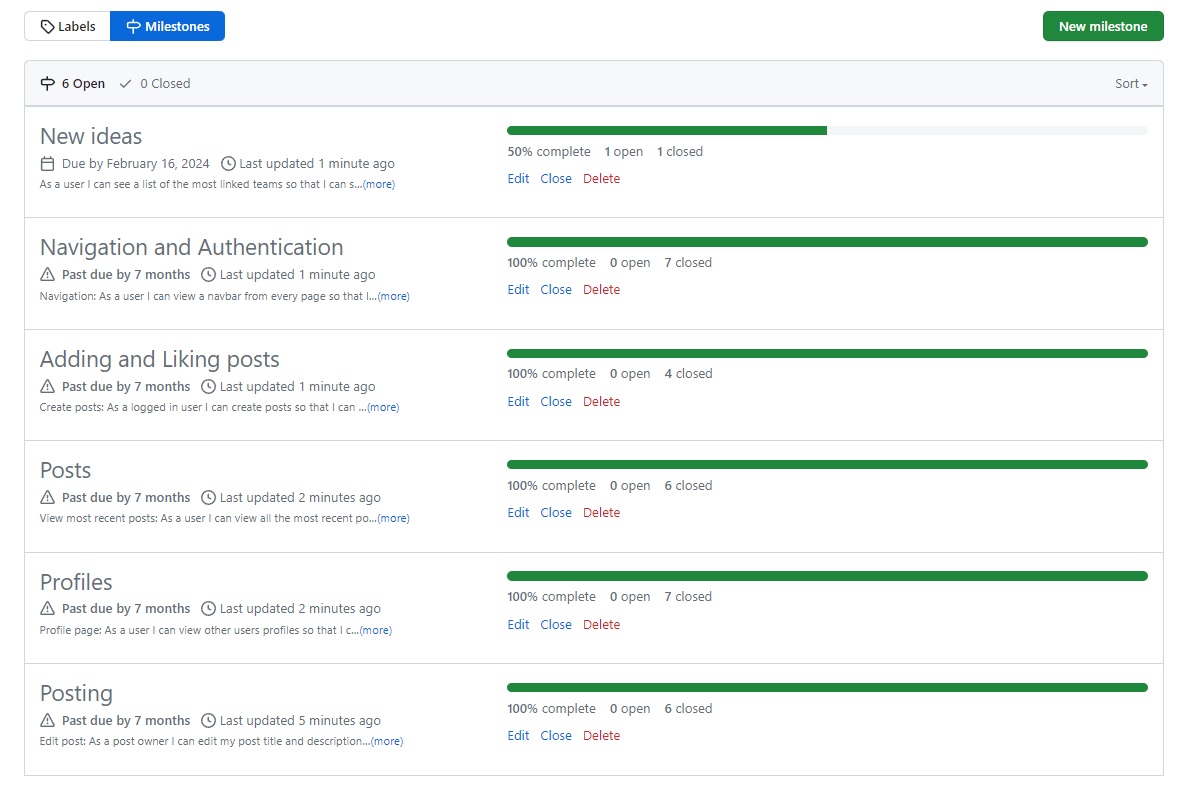 Labels Milestones New milestone
6 Open 0 Closed Sort
New ideas
Due by February 16, 2024 Last updated 1 minute ago
As a user I can see a list of the most linked teams so that I can s...(more)
50% complete 1 open 1 closed
Edit Close Delete
Navigation and Authentication
Past due by 7 months Last updated 1 minute ago
Navigation: As a user I can view a navbar from every page so that I...(more)
100% complete 0 open 7 closed
Edit Close Delete
Adding and Liking posts
Past due by 7 months Last updated 1 minute ago
Create posts: As a logged in user I can create posts so that I can ...(more)
100% complete 0 open 4 closed
Edit Close Delete
Posts
Past due by 7 months Last updated 2 minutes ago
View most recent posts: As a user I can view all the most recent po...(more)
100% complete 0 open 6 closed
Edit Close Delete
Profiles
Past due by 7 months Last updated 2 minutes ago
Profile page: As a user I can view other users profiles so that I c...(more)
100% complete 0 open 7 closed
Edit Close Delete
Posting
Past due by 7 months Last updated 5 minutes ago
Edit post: As a post owner I can edit my post title and description...(more)
100% complete 0 open 6 closed
Edit Close Delete